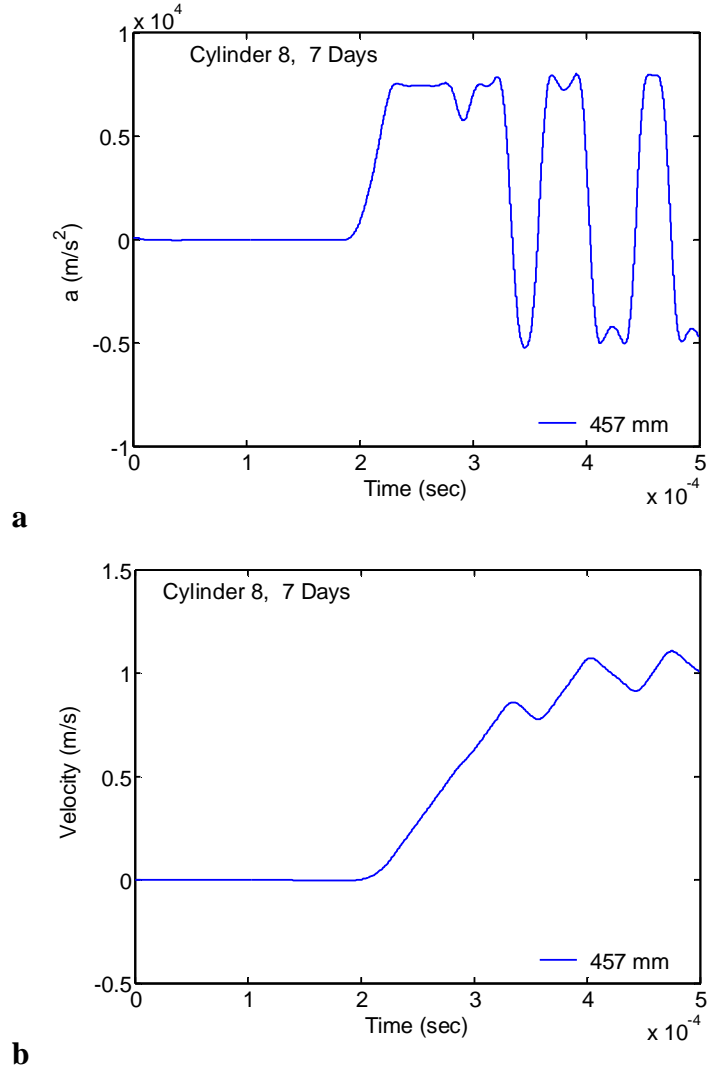 x 10^4
1
Cylinder 8,  7 Days
0.5
0
-0.5
-1
a (m/s^2)
457 mm
0 1 2 3 4 5
Time (sec)
x 10^-4
a
1.5
Cylinder 8,  7 Days
1
0.5
0
-0.5
Velocity (m/s)
457 mm
0 1 2 3 4 5
Time (sec)
x 10^-4
b